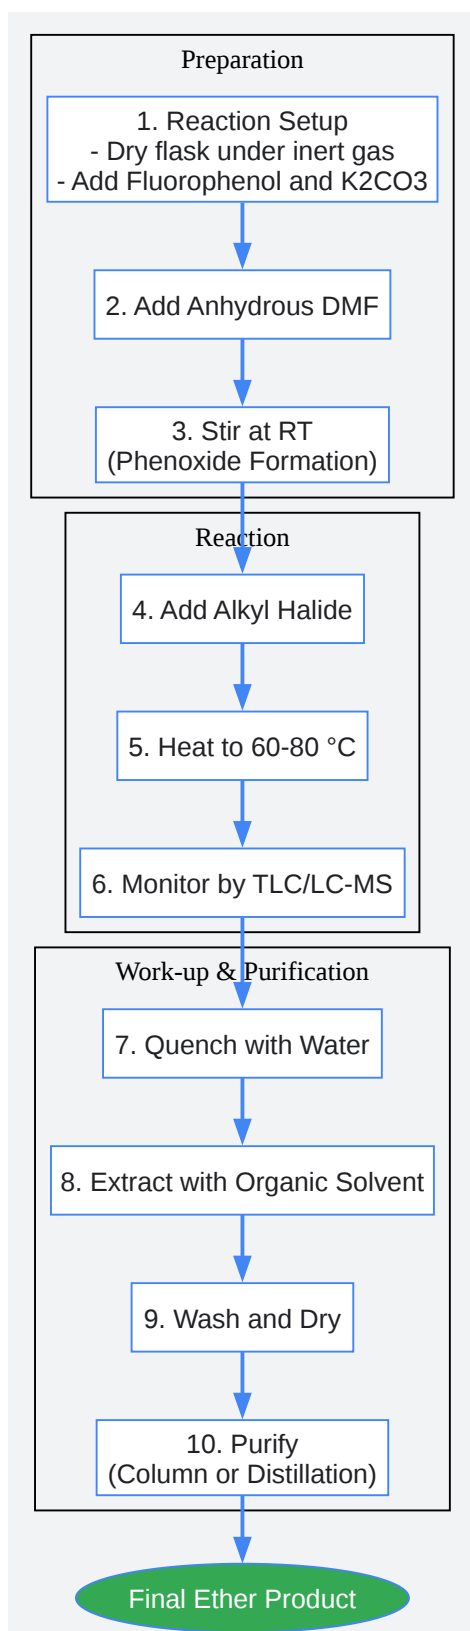 Preparation
1. Reaction Setup
- Dry flask under inert gas
- Add Fluorophenol and K2CO3
2. Add Anhydrous DMF
3. Stir at RT
(Phenoxide Formation)
Reaction
4. Add Alkyl Halide
5. Heat to 60-80 °C
6. Monitor by TLC/LC-MS
Work-up & Purification
7. Quench with Water
8. Extract with Organic Solvent
9. Wash and Dry
10. Purify
(Column or Distillation)
Final Ether Product